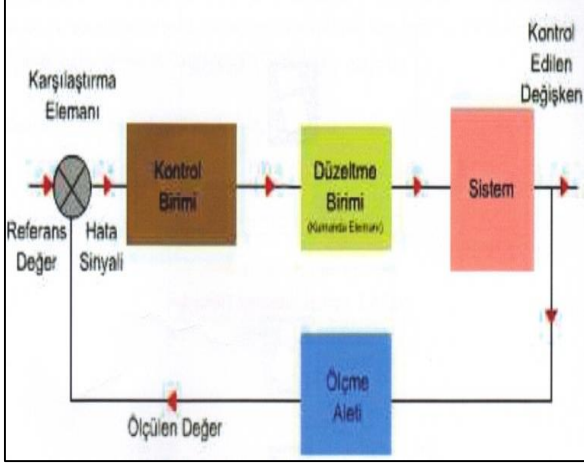 Kontrol
Edilen
Değişken
Karşılaştırma
Elemanı
Kontrol
Birimi
Düzeltme
Birimi
(Kumanda Elemanı)
Sistem
Referans
Değer
Hata
Sinyali
Ölçme
Aleti
Ölçülen Değer